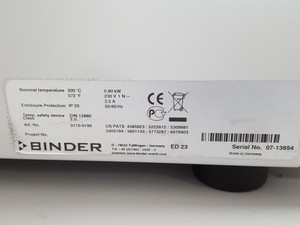 Nominal temperature 300 °C 0,80 kW
572 °F 230 V 1 N ~
3,5 A
Enclosure Protection IP 20 50/60 Hz
Temp. safety device DIN 12880
Class 2.0
Art. No. 9010-0190
Project No.
US PATS 4585923 / 5222612 / 5309981
5405194 / 5601143 / 5773287 / 6079403
BINDER
D - 78532 Tuttlingen / Germany
ED 23
Serial No. 07-13654
Made in Germany